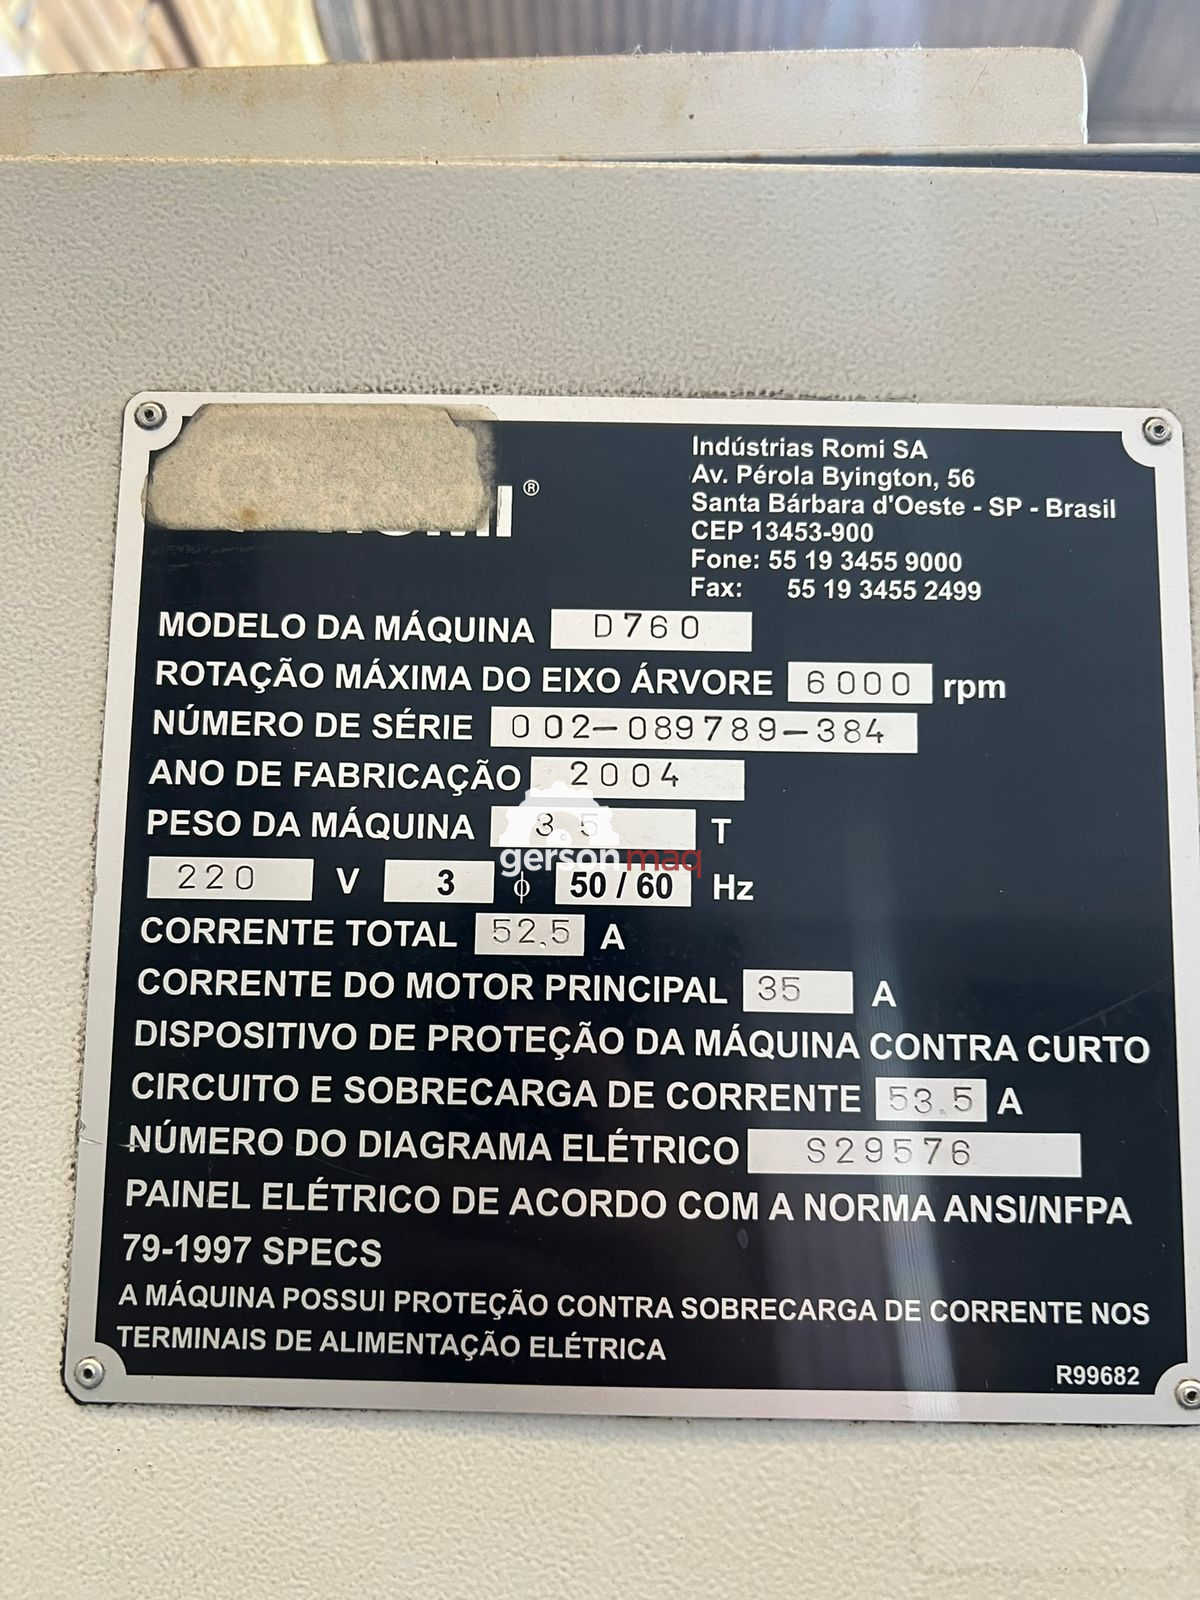 ROMI®
Indústrias Romi SA
Av. Pérola Byington, 56
Santa Bárbara d'Oeste - SP - Brasil
CEP 13453-900
Fone: 55 19 3455 9000
Fax: 55 19 3455 2499
MODELO DA MÁQUINA D760
ROTAÇÃO MÁXIMA DO EIXO ÁRVORE 6000 rpm
NÚMERO DE SÉRIE 002-089789-384
ANO DE FABRICAÇÃO 2004
PESO DA MÁQUINA 3.5 T
gersonmaq
220 V 3 ϕ 50 / 60 Hz
CORRENTE TOTAL 52.5 A
CORRENTE DO MOTOR PRINCIPAL 35 A
DISPOSITIVO DE PROTEÇÃO DA MÁQUINA CONTRA CURTO
CIRCUITO E SOBRECARGA DE CORRENTE 53.5 A
NÚMERO DO DIAGRAMA ELÉTRICO S29576
PAINEL ELÉTRICO DE ACORDO COM A NORMA ANSI/NFPA
79-1997 SPECS
A MÁQUINA POSSUI PROTEÇÃO CONTRA SOBRECARGA DE CORRENTE NOS
TERMINAIS DE ALIMENTAÇÃO ELÉTRICA
R99682